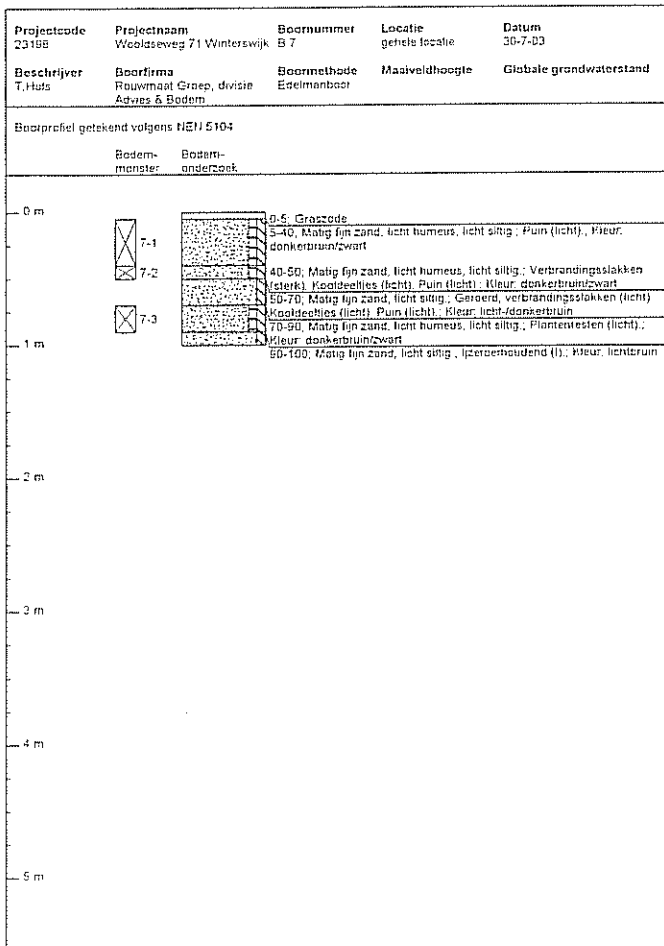 Projectcode Projectnaam Boornummer Locatie Datum
23198 Wooldseweg 71 Winterswijk B 7 gehele locatie 30-7-03
Beschrijver Boorfirma Boormethode Maaiveldhoogte Globale grondwaterstand
T.Huls Rouwmaat Groep, divisie Edelmanboor
Advies & Bodem
Boorprofiel getekend volgens NEN 5104
Bodem- Bodem-
monster onderzoek
0 m
0-5; Graszode
5-40; Matig fijn zand, licht humeus, licht siltig.; Puin (licht).; Kleur:
donkerbruin/zwart
7-1
7-2
40-50; Matig fijn zand, licht humeus, licht siltig.; Verbrandingsslakken
(sterk), Kooldeeltjes (licht), Puin (licht).; Kleur: donkerbruin/zwart
50-70; Matig fijn zand, licht siltig.; Geroerd, verbrandingsslakken (licht)
Kooldeeltjes (licht), Puin (licht).; Kleur: licht-/donkerbruin
7-3
70-90; Matig fijn zand, licht humeus, licht siltig.; Plantenresten (licht).;
Kleur: donkerbruin/zwart
1 m
90-100; Matig fijn zand, licht siltig.; Ijzerhoudend (l).; Kleur: lichtbruin
2 m
3 m
4 m
5 m